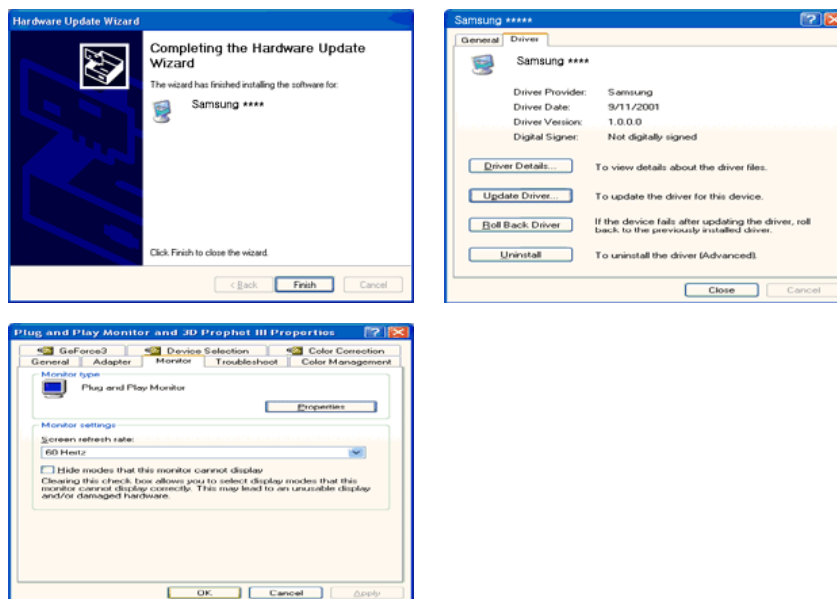 Hardware Update Wizard
Completing the Hardware Update
Wizard
The wizard has finished installing the software for:
Samsung ****
Click Finish to close the wizard.
< Back
Finish
Cancel
Samsung *****
General
Driver
Samsung ****
Driver Provider: Samsung
Driver Date: 9/11/2001
Driver Version: 1.0.0.0
Digital Signer: Not digitally signed
Driver Details... To view details about the driver files.
Update Driver... To update the driver for this device.
Roll Back Driver If the device fails after updating the driver, roll
back to the previously installed driver.
Uninstall To uninstall the driver (Advanced).
Close
Cancel
Plug and Play Monitor and 3D Prophet III Properties
GeForce3
Device Selection
Color Correction
General
Adapter
Monitor
Troubleshoot
Color Management
Monitor type
Plug and Play Monitor
Properties
Monitor settings
Screen refresh rate:
60 Hertz
Hide modes that this monitor cannot display
Clearing this check box allows you to select display modes that this
monitor cannot display correctly. This may lead to an unusable display
and/or damaged hardware.
OK
Cancel
Apply